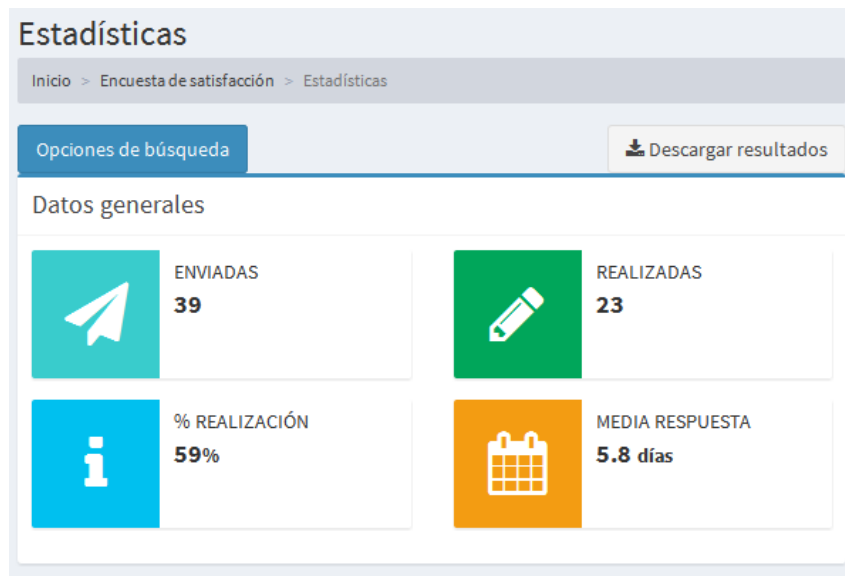 Estadísticas
Inicio > Encuesta de satisfacción > Estadísticas
Opciones de búsqueda
Descargar resultados
Datos generales
ENVIADAS
39
REALIZADAS
23
% REALIZACIÓN
59%
MEDIA RESPUESTA
5.8 días